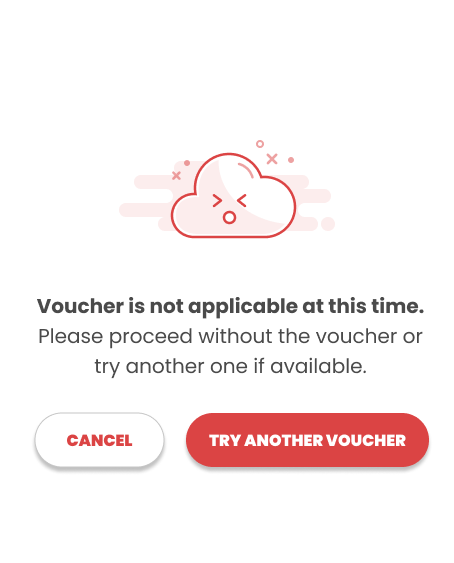 Voucher is not applicable at this time.
Please proceed without the voucher or
try another one if available.
CANCEL
TRY ANOTHER VOUCHER